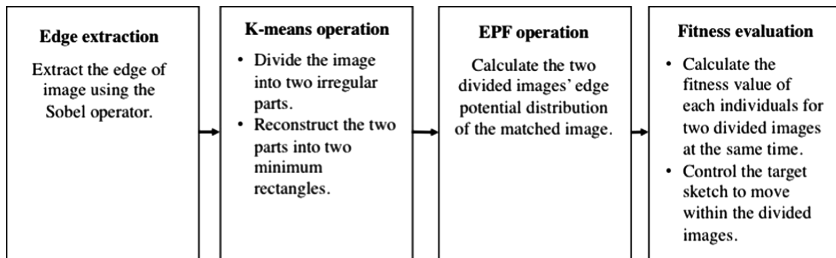 Edge extraction
Extract the edge of
image using the
Sobel operator.
K-means operation
• Divide the image
into two irregular
parts.
• Reconstruct the two
parts into two
minimum
rectangles.
EPF operation
Calculate the two
divided images' edge
potential distribution
of the matched image.
Fitness evaluation
• Calculate the
fitness value of
each individuals for
two divided images
at the same time.
• Control the target
sketch to move
within the divided
images.